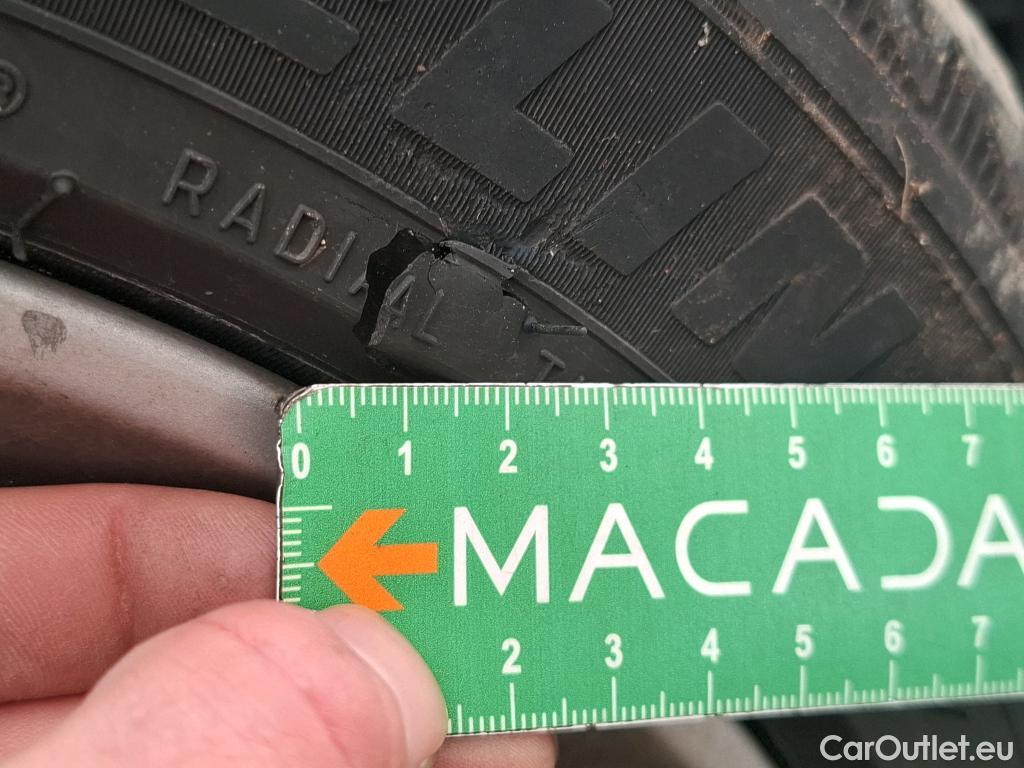 ®
RADIAL T
0 1 2 3 4 5 6 7
MACADA
2 3 4 5 6 7
CarOutlet.eu